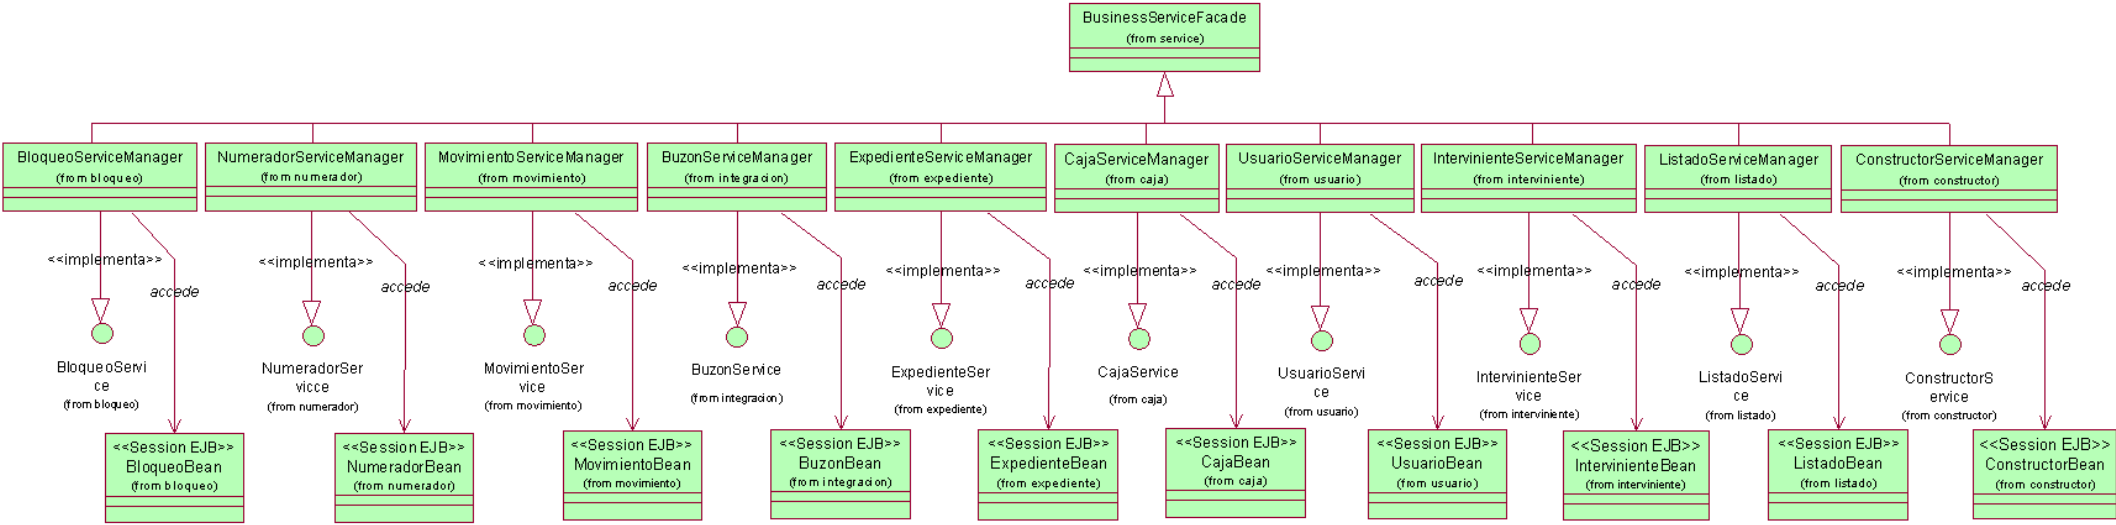 BusinessServiceFacade
(from service)
BloqueoServiceManager
(from bloqueo)
NumeradorServiceManager
(from numerador)
MovimientoServiceManager
(from movimiento)
BuzonServiceManager
(from integracion)
ExpedienteServiceManager
(from expediente)
CajaServiceManager
(from caja)
UsuarioServiceManager
(from usuario)
IntervinienteServiceManager
(from interviniente)
ListadoServiceManager
(from listado)
ConstructorServiceManager
(from constructor)
<<implementa>>
accede
<<implementa>>
accede
<<implementa>>
accede
<<implementa>>
accede
<<implementa>>
accede
<<implementa>>
accede
<<implementa>>
accede
<<implementa>>
accede
<<implementa>>
accede
<<implementa>>
accede
BloqueoServi
ce
(from bloqueo)
NumeradorSer
vicce
(from numerador)
MovimientoSer
vice
(from movimiento)
BuzonService
(from integracion)
ExpedienteSer
vice
(from expediente)
CajaService
(from caja)
UsuarioServi
ce
(from usuario)
IntervinienteSer
vice
(from interviniente)
ListadoServi
ce
(from listado)
ConstructorS
ervice
(from constructor)
<<Session EJB>>
BloqueoBean
(from bloqueo)
<<Session EJB>>
NumeradorBean
(from numerador)
<<Session EJB>>
MovimientoBean
(from movimiento)
<<Session EJB>>
BuzonBean
(from integracion)
<<Session EJB>>
ExpedienteBean
(from expediente)
<<Session EJB>>
CajaBean
(from caja)
<<Session EJB>>
UsuarioBean
(from usuario)
<<Session EJB>>
IntervinienteBean
(from interviniente)
<<Session EJB>>
ListadoBean
(from listado)
<<Session EJB>>
ConstructorBean
(from constructor)